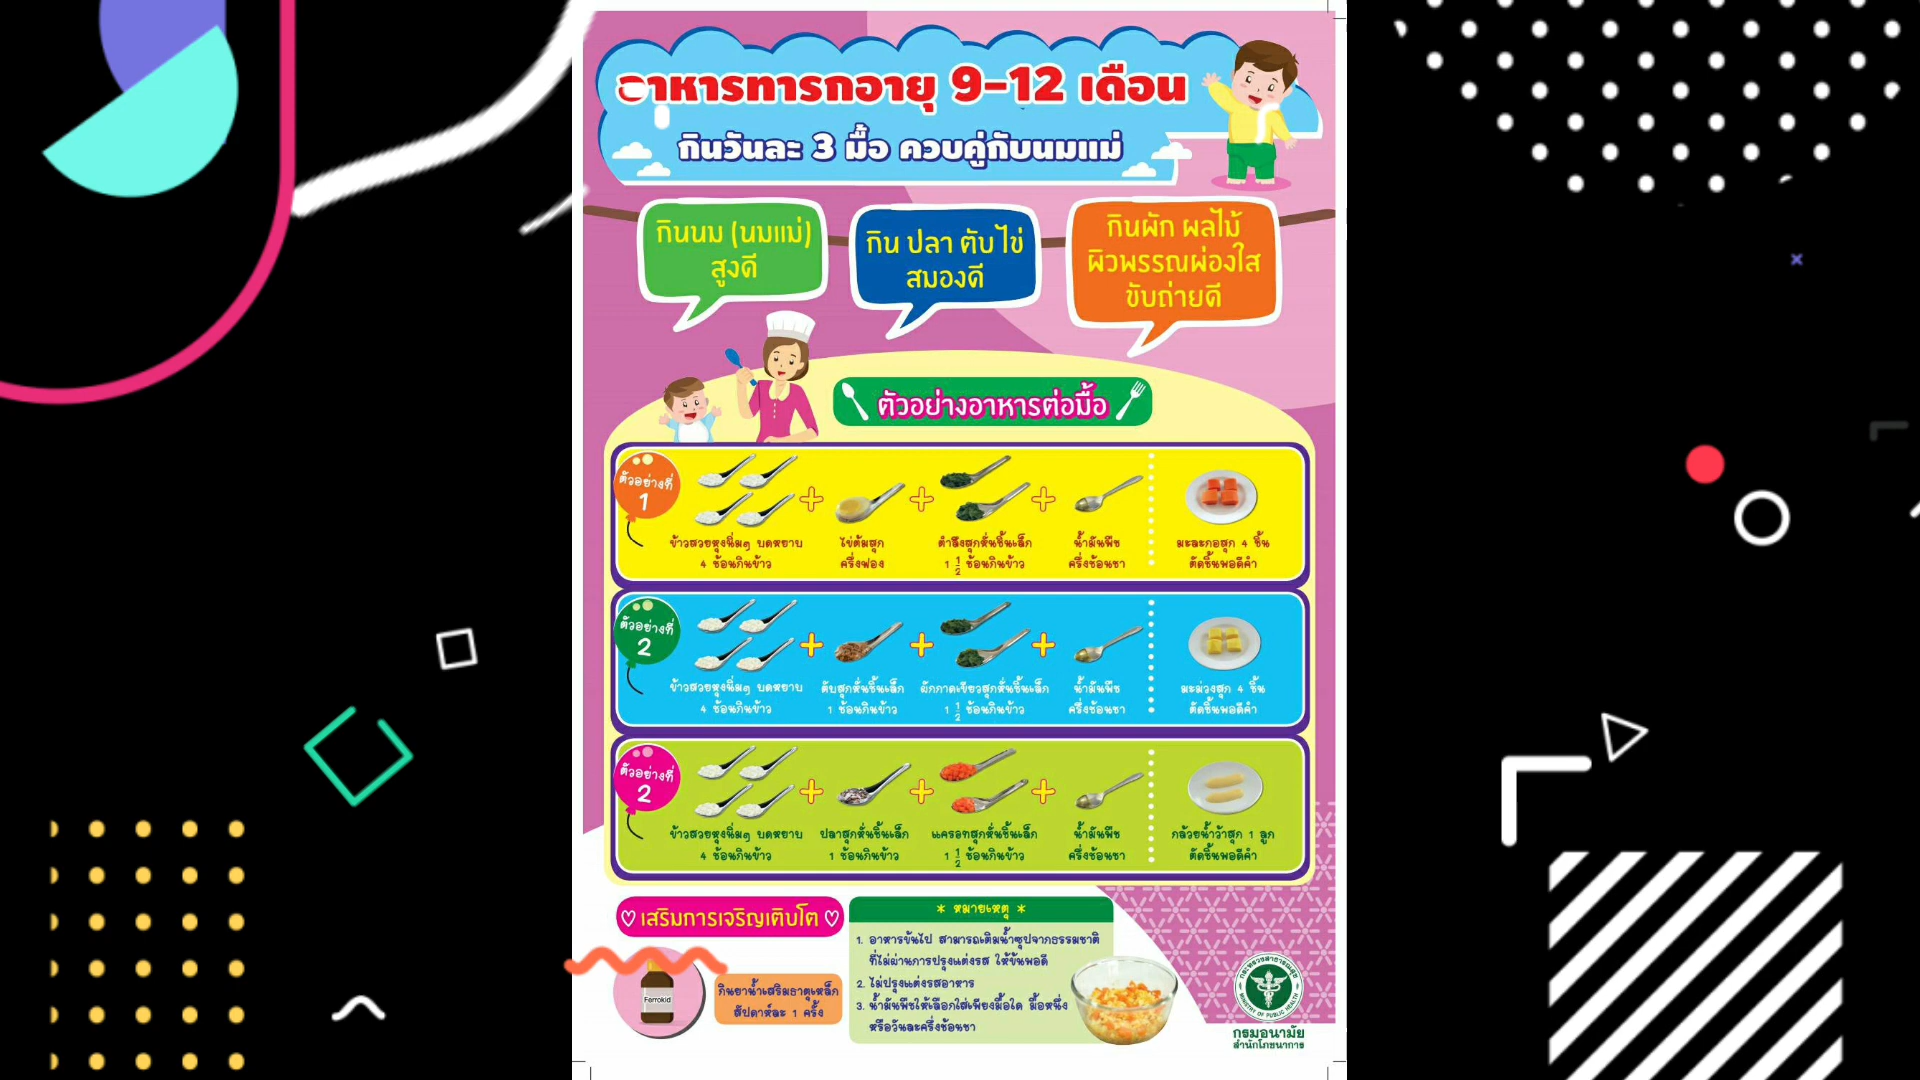 อาหารทารกอายุ 9-12 เดือน
กินวันละ 3 มื้อ ควบคู่กับนมแม่
กินนม (นมแม่)
สูงดี
กิน ปลา ตับ ไข่
สมองดี
กินผัก ผลไม้
ผิวพรรณผ่องใส
ขับถ่ายดี
ตัวอย่างอาหารต่อมื้อ
ตัวอย่างที่
1
ข้าวสวยหุงนิ่มๆ บดหยาบ
4 ช้อนกินข้าว
ไข่ต้มสุก
ครึ่งฟอง
ตำลึงสุกหั่นชิ้นเล็ก
1 1/2 ช้อนกินข้าว
น้ำมันพืช
ครึ่งช้อนชา
มะละกอสุก 4 ชิ้น
ตัดชิ้นพอดีคำ
ตัวอย่างที่
2
ข้าวสวยหุงนิ่มๆ บดหยาบ
4 ช้อนกินข้าว
ตับสุกหั่นชิ้นเล็ก
1 ช้อนกินข้าว
ผักกาดเขียวสุกหั่นชิ้นเล็ก
1 1/2 ช้อนกินข้าว
น้ำมันพืช
ครึ่งช้อนชา
มะม่วงสุก 4 ชิ้น
ตัดชิ้นพอดีคำ
ตัวอย่างที่
2
ข้าวสวยหุงนิ่มๆ บดหยาบ
4 ช้อนกินข้าว
ปลาสุกหั่นชิ้นเล็ก
1 ช้อนกินข้าว
แครอทสุกหั่นชิ้นเล็ก
1 1/2 ช้อนกินข้าว
น้ำมันพืช
ครึ่งช้อนชา
กล้วยน้ำว้าสุก 1 ลูก
ตัดชิ้นพอดีคำ
เสริมการเจริญเติบโต
Ferrokid
กินยาน้ำเสริมธาตุเหล็ก
สัปดาห์ละ 1 ครั้ง
* หมายเหตุ *
1. อาหารข้นไป สามารถเติมน้ำซุปจากธรรมชาติ
ที่ไม่ผ่านการปรุงแต่งรส ให้ข้นพอดี
2. ไม่ปรุงแต่งรสอาหาร
3. น้ำมันพืชให้เลือกใส่เพียงมื้อใด มื้อหนึ่ง
หรือวันละครึ่งช้อนชา
กระทรวงสาธารณสุข
MINISTRY OF PUBLIC HEALTH
กรมอนามัย
สำนักโภชนาการ